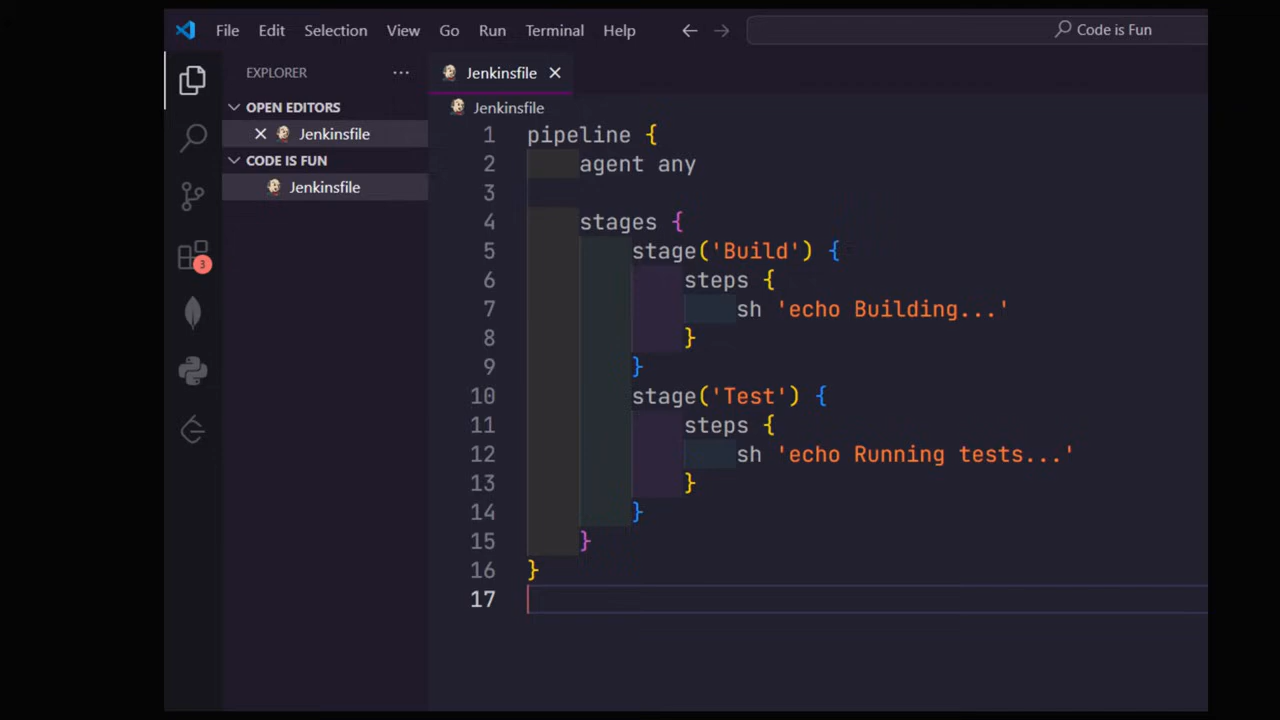 File Edit Selection View Go Run Terminal Help Code is Fun
EXPLORER ... Jenkinsfile
OPEN EDITORS
Jenkinsfile
CODE IS FUN
Jenkinsfile
3
Jenkinsfile
1 pipeline {
2 agent any
3
4 stages {
5 stage('Build') {
6 steps {
7 sh 'echo Building...'
8 }
9 }
10 stage('Test') {
11 steps {
12 sh 'echo Running tests...'
13 }
14 }
15 }
16 }
17